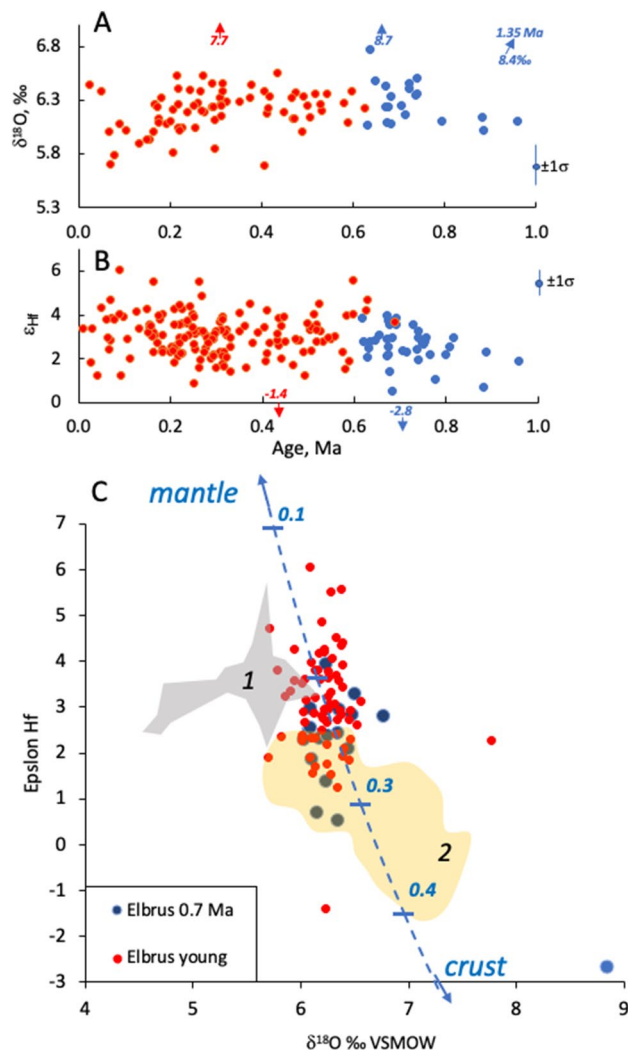 A
7.7
8.7
1.35 Ma
8.4‰
6.8
6.3
5.8
5.3
δ18O, ‰
±1σ
0.0 0.2 0.4 0.6 0.8 1.0
B
6
4
2
0
εHf
±1σ
-1.4
-2.8
0.0 0.2 0.4 0.6 0.8 1.0
Age, Ma
C
mantle
0.1
7
6
5
4
3
2
1
0
-1
-2
-3
Epslon Hf
1
0.3
2
0.4
Elbrus 0.7 Ma
Elbrus young
crust
4 5 6 7 8 9
δ18O ‰ VSMOW